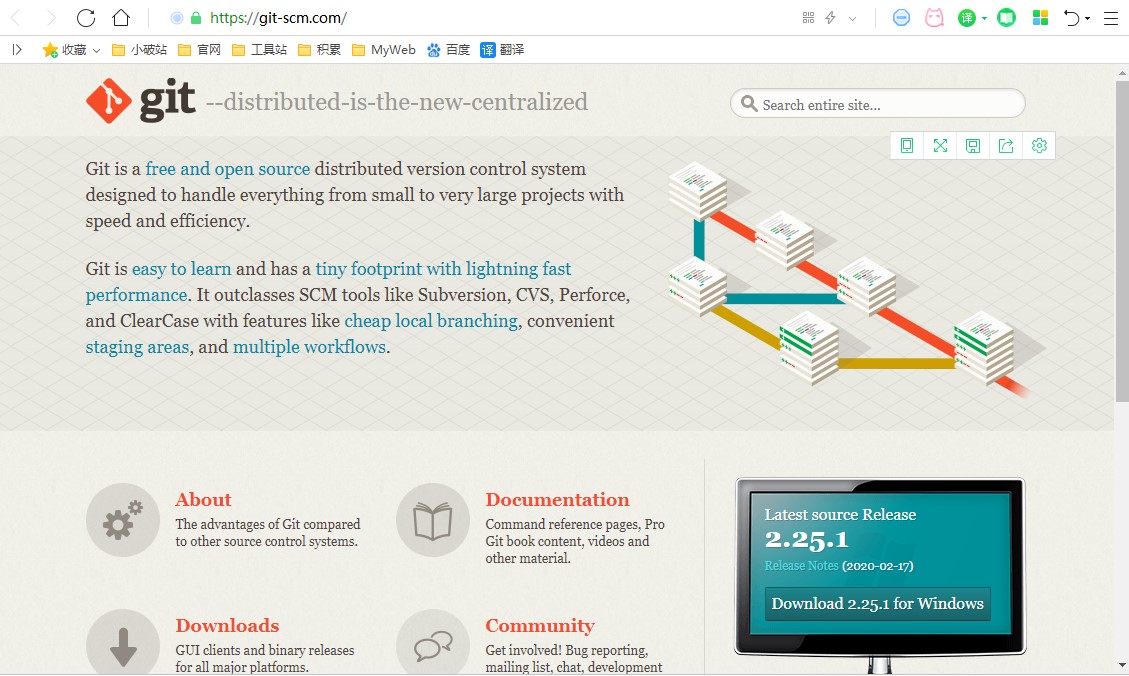 https://git-scm.com/
收藏 小破站 官网 工具站 积累 MyWeb 百度 译 翻译
译
git --distributed-is-the-new-centralized
Search entire site...
Git is a free and open source distributed version control system
designed to handle everything from small to very large projects with
speed and efficiency.
Git is easy to learn and has a tiny footprint with lightning fast
performance. It outclasses SCM tools like Subversion, CVS, Perforce,
and ClearCase with features like cheap local branching, convenient
staging areas, and multiple workflows.
About
The advantages of Git compared
to other source control systems.
Documentation
Command reference pages, Pro
Git book content, videos and
other material.
Downloads
GUI clients and binary releases
for all major platforms.
Community
Get involved! Bug reporting,
mailing list, chat, development
Latest source Release
2.25.1
Release Notes (2020-02-17)
Download 2.25.1 for Windows